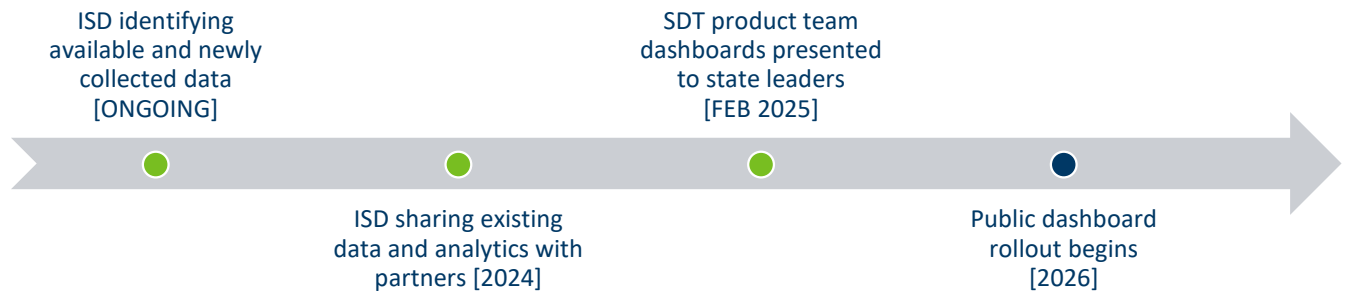 ISD identifying
available and newly
collected data
[ONGOING]
ISD sharing existing
data and analytics with
partners [2024]
SDT product team
dashboards presented
to state leaders
[FEB 2025]
Public dashboard
rollout begins
[2026]